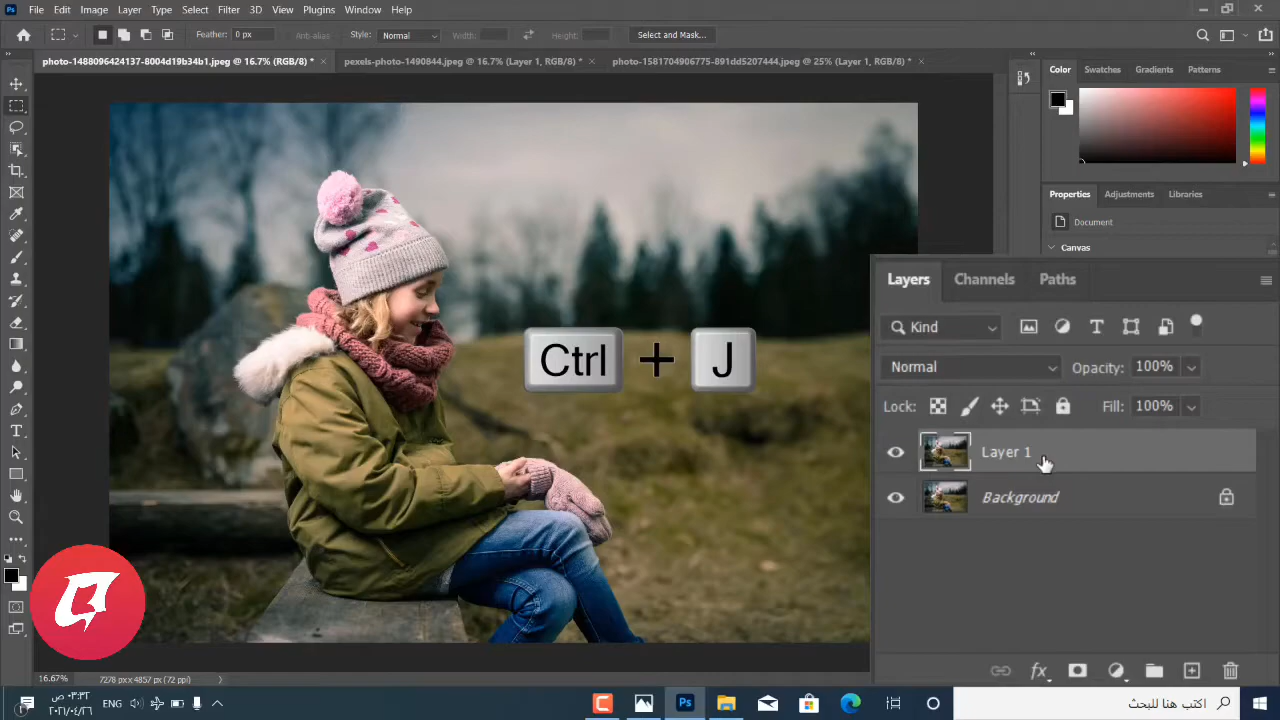 Ps File Edit Image Layer Type Select Filter 3D View Plugins Window Help
Feather: 0 px Anti-alias Style: Normal Width: Height: Select and Mask...
photo-1488096424137-8004d19b34b1.jpeg @ 16.7% (RGB/8) * × pexels-photo-1490844.jpeg @ 16.7% (Layer 1, RGB/8) * × photo-1581704906775-891dd5207444.jpeg @ 25% (Layer 1, RGB/8) * ×
Color Swatches Gradients Patterns
Properties Adjustments Libraries
Document
Canvas
Layers Channels Paths
Kind
Normal Opacity: 100%
Lock: Fill: 100%
Layer 1
Background
fx
Ctrl + J
16.67% 7278 px x 4855 px (72 ppi)
ENG
Ps
اكتب هنا للبحث